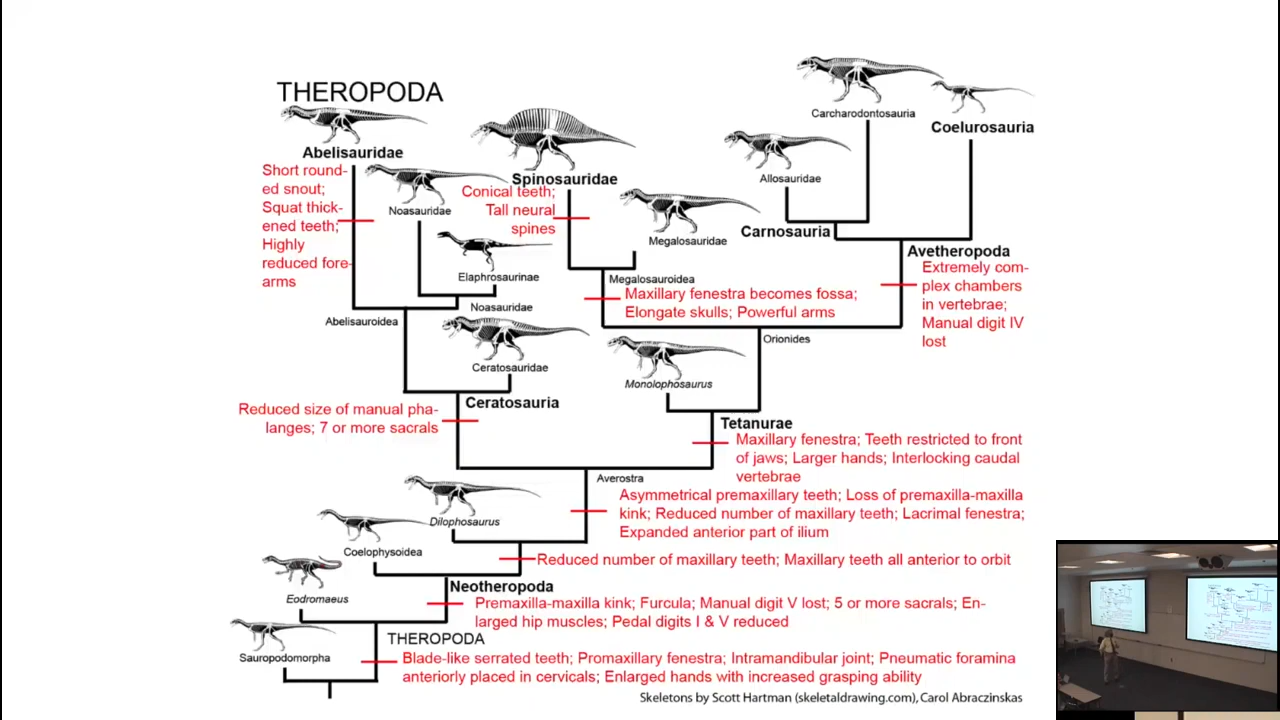 THEROPODA
Abelisauridae
Short round-
ed snout;
Squat thick-
ened teeth;
Highly
reduced fore-
arms
Noasauridae
Elaphrosaurinae
Noasauridae
Abelisauroidea
Ceratosauridae
Ceratosauria
Reduced size of manual pha-
langes; 7 or more sacrals
Spinosauridae
Conical teeth;
Tall neural
spines
Megalosauridae
Megalosauroidea
Maxillary fenestra becomes fossa;
Elongate skulls; Powerful arms
Carcharodontosauria
Coelurosauria
Allosauridae
Carnosauria
Avetheropoda
Extremely com-
plex chambers
in vertebrae;
Manual digit IV
lost
Orionides
Monolophosaurus
Tetanurae
Maxillary fenestra; Teeth restricted to front
of jaws; Larger hands; Interlocking caudal
vertebrae
Averostra
Asymmetrical premaxillary teeth; Loss of premaxilla-maxilla
kink; Reduced number of maxillary teeth; Lacrimal fenestra;
Expanded anterior part of ilium
Dilophosaurus
Coelophysoidea
Reduced number of maxillary teeth; Maxillary teeth all anterior to orbit
Neotheropoda
Premaxilla-maxilla kink; Furcula; Manual digit V lost; 5 or more sacrals; En-
larged hip muscles; Pedal digits I & V reduced
Eodromaeus
THEROPODA
Blade-like serrated teeth; Promaxillary fenestra; Intramandibular joint; Pneumatic foramina
anteriorly placed in cervicals; Enlarged hands with increased grasping ability
Sauropodomorpha
Skeletons by Scott Hartman (skeletaldrawing.com), Carol Abraczinskas